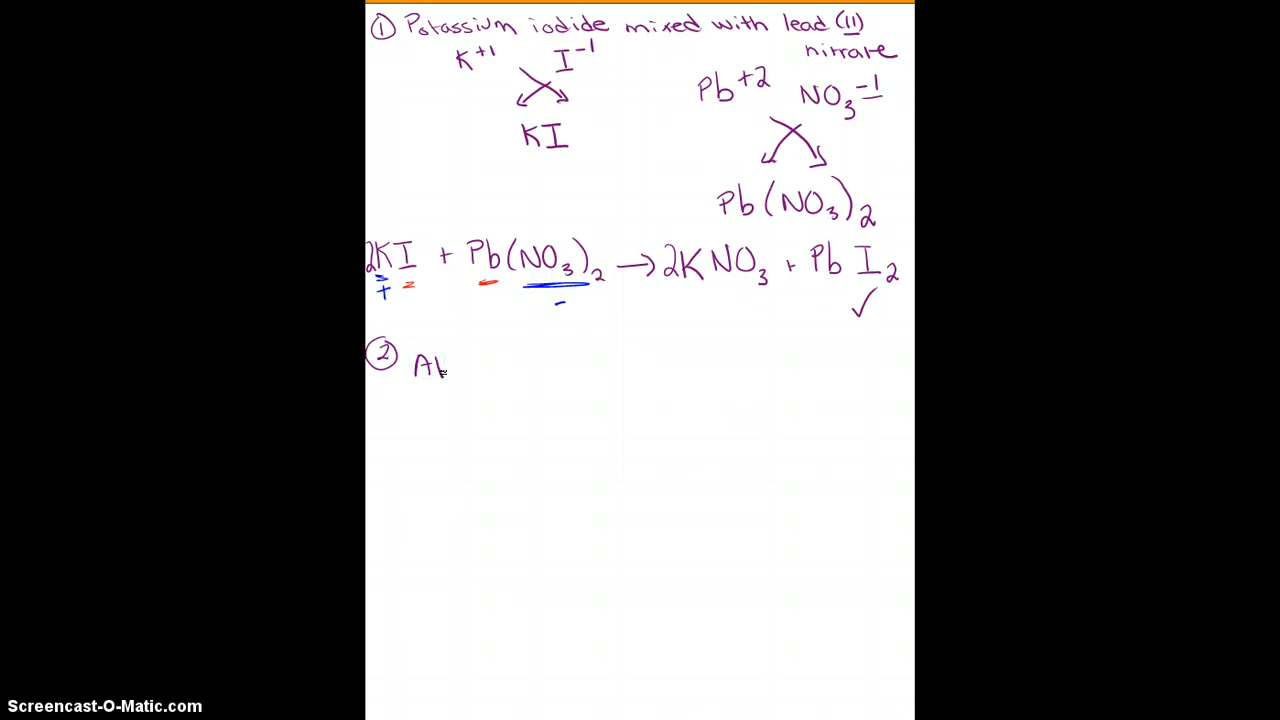 ① Potassium iodide mixed with lead (II)
nitrate
K⁺¹ I⁻¹
Pb⁺² NO₃⁻¹
KI
Pb(NO₃)₂
2KI + Pb(NO₃)₂ → 2KNO₃ + PbI₂
+ - ✓
②
Screencast-O-Matic.com